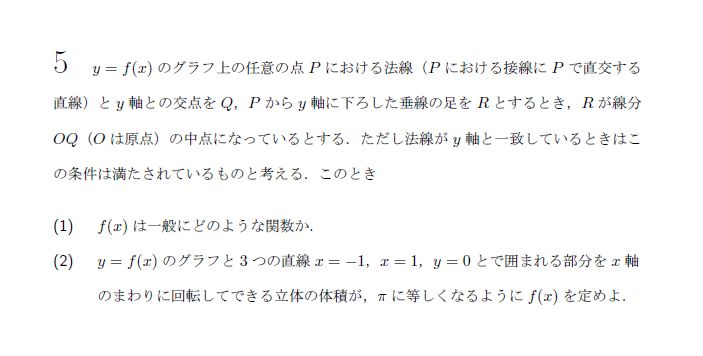 5 y = f(x) のグラフ上の任意の点 P における法線（P における接線に P で直交する
直線）と y 軸との交点を Q，P から y 軸に下ろした垂線の足を R とするとき，R が線分
OQ（O は原点）の中点になっているとする．ただし法線が y 軸と一致しているときはこ
の条件は満たされているものと考える．このとき
(1) f(x) は一般にどのような関数か．
(2) y = f(x) のグラフと 3 つの直線 x = −1，x = 1，y = 0 とで囲まれる部分を x 軸
のまわりに回転してできる立体の体積が，π に等しくなるように f(x) を定めよ．